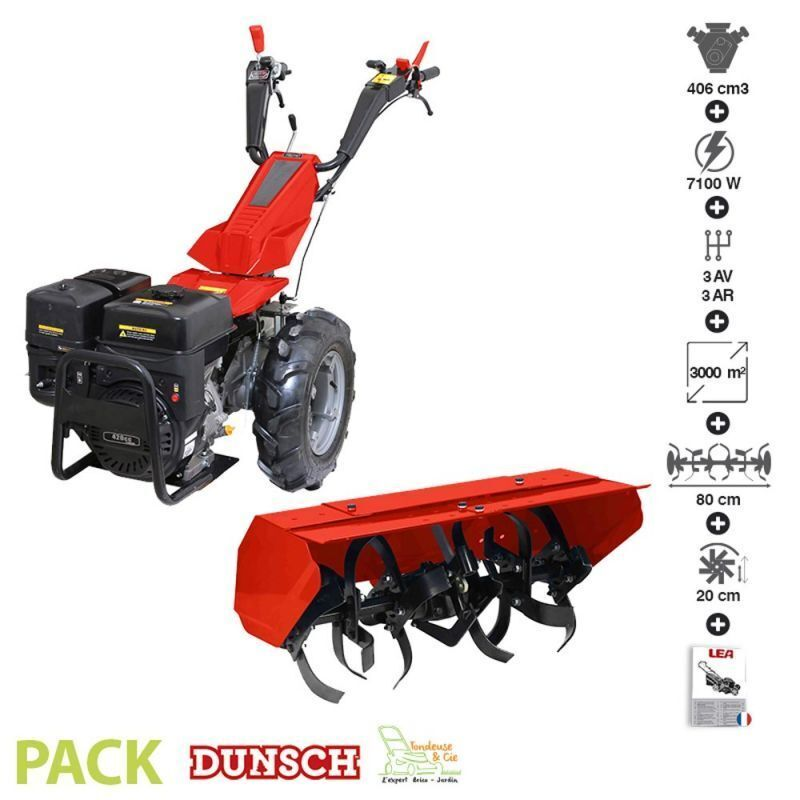 406 cm3
7100 W
3 AV
3 AR
3000 m²
80 cm
20 cm
LEA
420cc
PACK
DUNSCH
Tondeuse
& Cie
L'expert Brico - Jardin